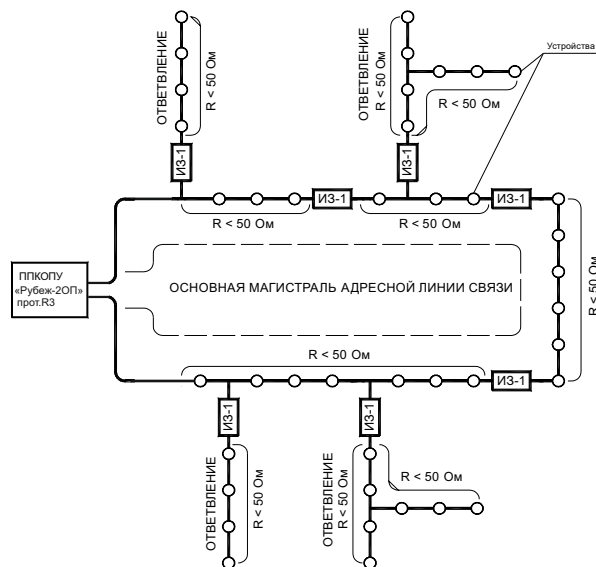 ОТВЕТВЛЕНИЕ
R < 50 Ом
ИЗ-1
ОТВЕТВЛЕНИЕ
R < 50 Ом
R < 50 Ом
ИЗ-1
Устройства
ИЗ-1
ИЗ-1
R < 50 Ом
R < 50 Ом
R < 50 Ом
ППКОПУ
«Рубеж-2ОП»
прот.R3
ОСНОВНАЯ МАГИСТРАЛЬ АДРЕСНОЙ ЛИНИИ СВЯЗИ
R < 50 Ом
ИЗ-1
ИЗ-1
ИЗ-1
ОТВЕТВЛЕНИЕ
R < 50 Ом
ОТВЕТВЛЕНИЕ
R < 50 Ом
R < 50 Ом